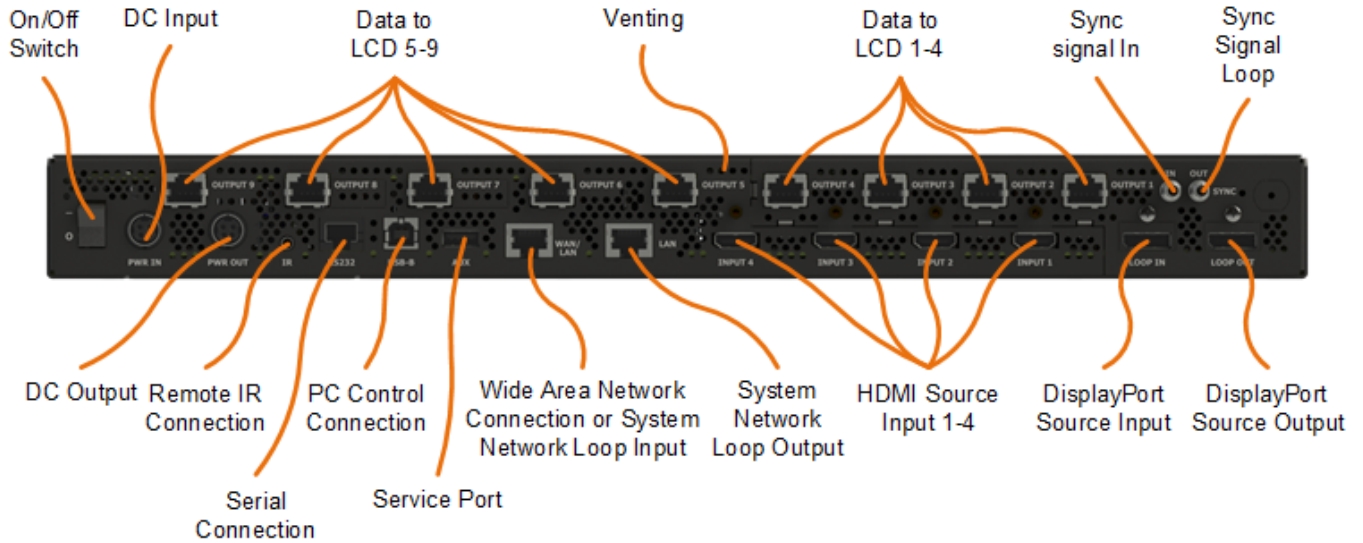 On/Off
Switch
DC Input
Data to
LCD 5-9
Venting
Data to
LCD 1-4
Sync
signal In
Sync
Signal
Loop
OUTPUT 9
OUTPUT 8
OUTPUT 7
OUTPUT 6
OUTPUT 5
OUTPUT 4
OUTPUT 3
OUTPUT 2
OUTPUT 1
IN
OUT
SYNC
PWR IN
PWR OUT
IR
RS232
USB-B
AUX
WAN/
LAN
LAN
INPUT 4
INPUT 3
INPUT 2
INPUT 1
LOOP IN
LOOP OUT
DC Output
Remote IR
Connection
PC Control
Connection
Wide Area Network
Connection or System
Network Loop Input
System
Network
Loop Output
HDMI Source
Input 1-4
DisplayPort
Source Input
DisplayPort
Source Output
Serial
Connection
Service Port